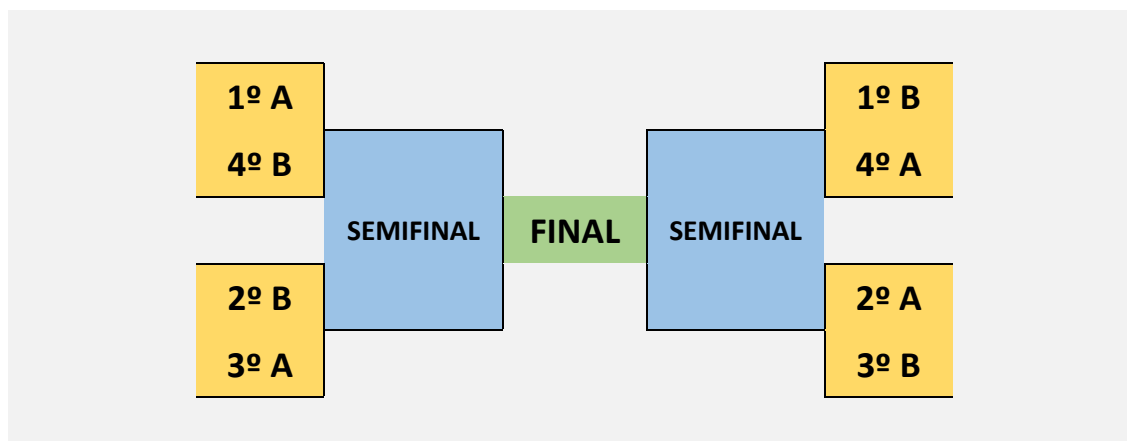 1º A
4º B
2º B
3º A
SEMIFINAL
FINAL
SEMIFINAL
1º B
4º A
2º A
3º B